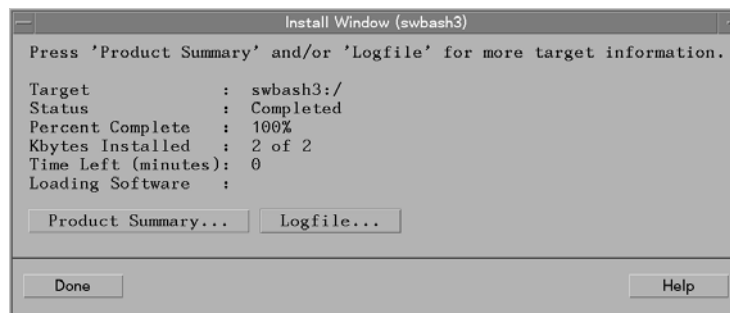 Install Window (swbash3)
Press 'Product Summary' and/or 'Logfile' for more target information.
Target : swbash3:/
Status : Completed
Percent Complete : 100%
Kbytes Installed : 2 of 2
Time Left (minutes): 0
Loading Software :
Product Summary... Logfile...
Done Help